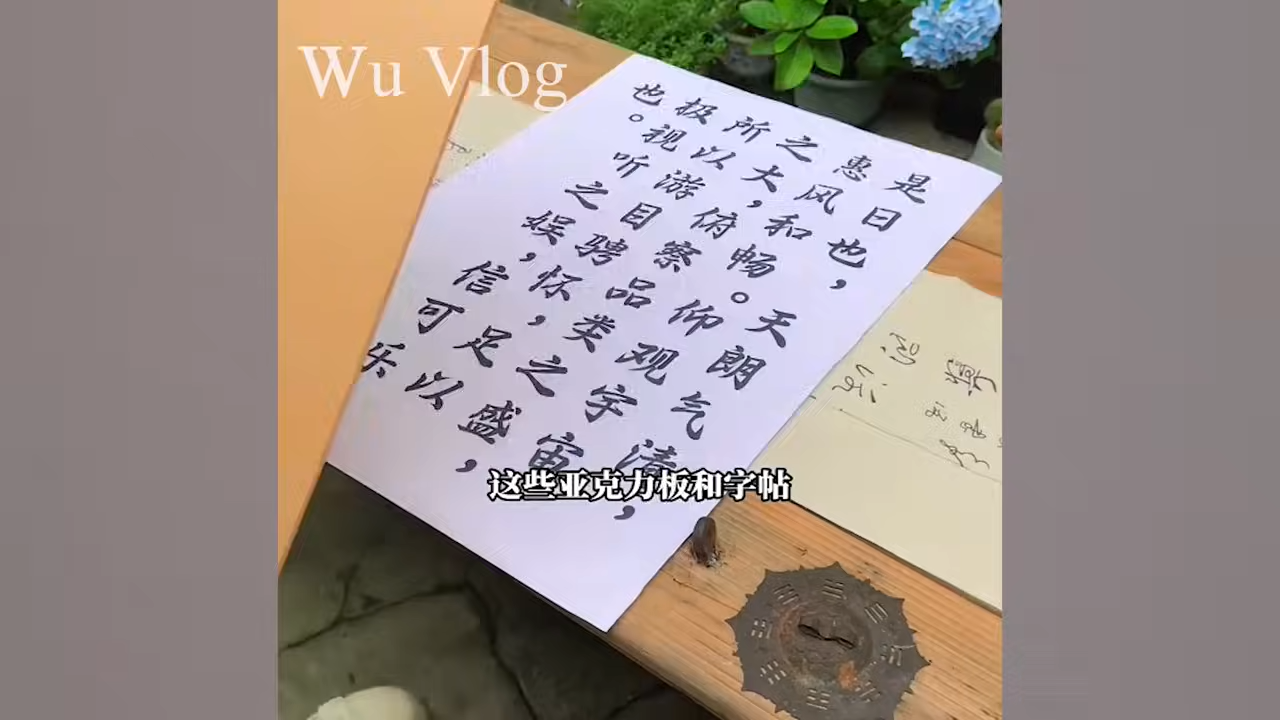 Wu Vlog
是日也，天朗气清，
惠风和畅。仰观宇宙
之大，俯察品类之盛，
所以游目骋怀，足以
极视听之娱，信可乐
也。
这些亚克力板和字帖